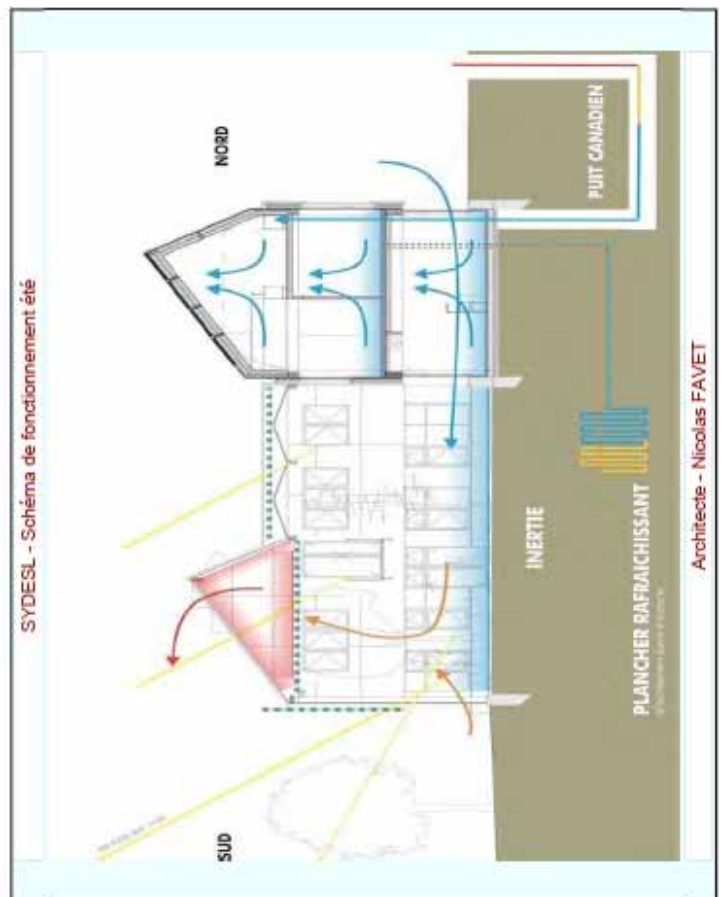 SYDESL - Schéma de fonctionnement été
NORD
SUD
PUIT CANADIEN
INERTIE
PLANCHER RAFRAICHISSANT
Architecte - Nicolas FAVET